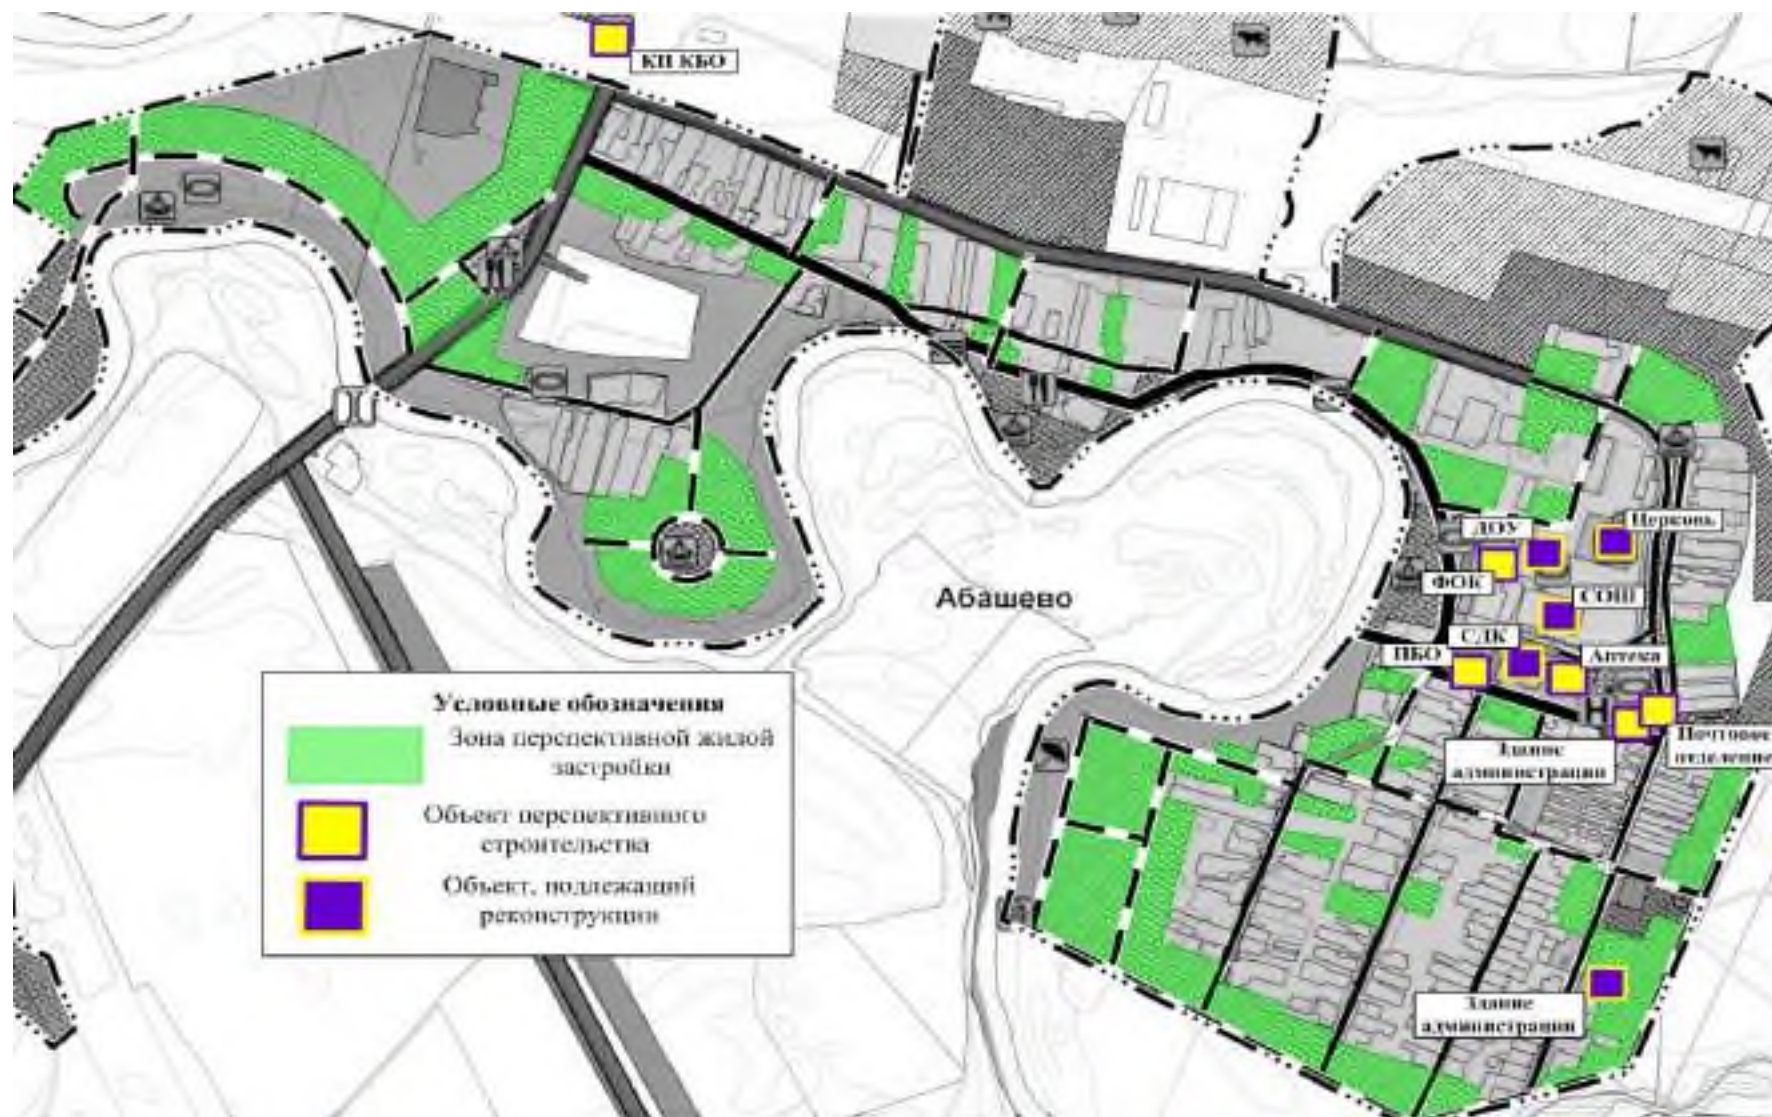 КП КБО
ДОУ
Церковь
ФОК
СОШ
Абашево
СДК
ПБО
Аптека
Условные обозначения
Зона перспективной жилой
застройки
Объект перспективного
строительства
Объект, подлежащий
реконструкции
Здание
администрации
Почтовое
отделение
Здание
администрации